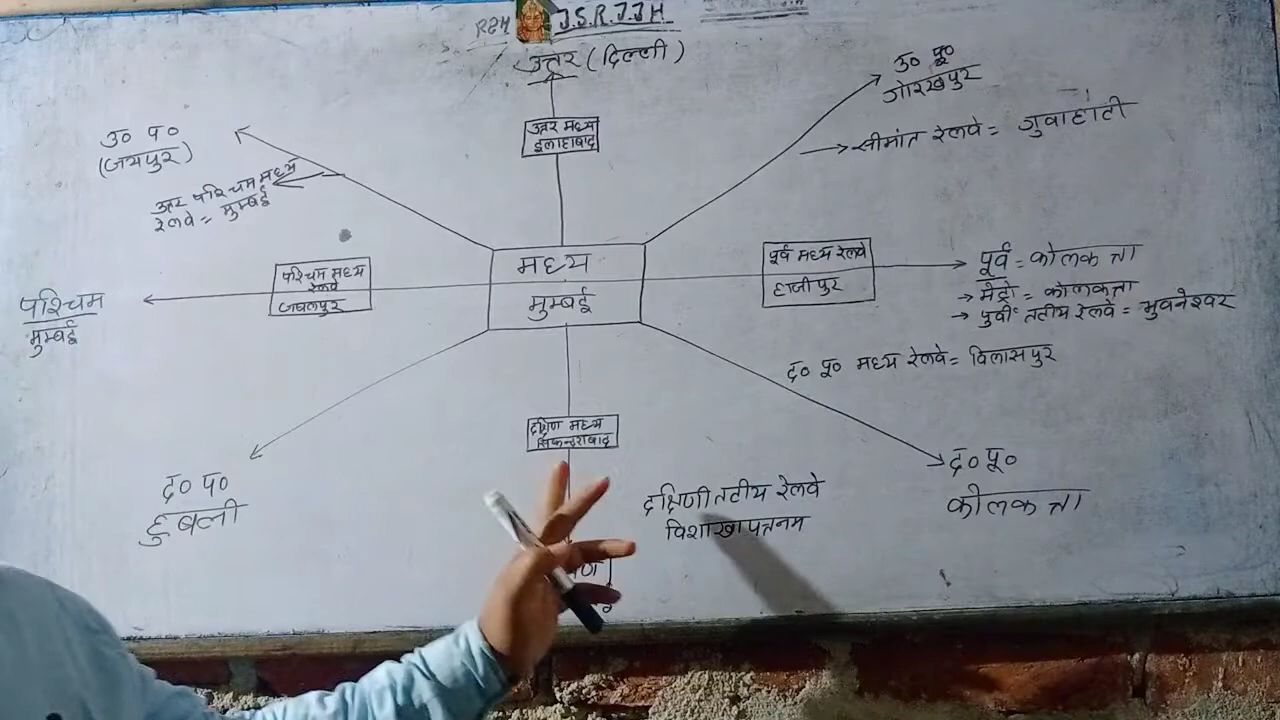 R2M J.S.R.J.J.H
उत्तर (दिल्ली)
उ० पू०
गोरखपुर
उत्तर मध्य
इलाहाबाद
→ सीमांत रेलवे = गुवाहाटी
उ० प०
(जयपुर)
उत्तर पश्चिम मध्य
रेलवे = मुम्बई
मध्य
मुम्बई
पूर्व मध्य रेलवे
हाजीपुर
पूर्व = कोलकत्ता
→ मेट्रो = कोलकत्ता
→ पुर्वी तटीय रेलवे = भुवनेश्वर
पश्चिम मध्य
रेलवे
जबलपुर
पश्चिम
मुम्बई
द० पू० मध्य रेलवे = विलासपुर
दक्षिण मध्य
सिकन्दराबाद
द० प०
हुबली
दक्षिणी तटीय रेलवे
विशाखापत्तनम
द० पू०
कोलकत्ता